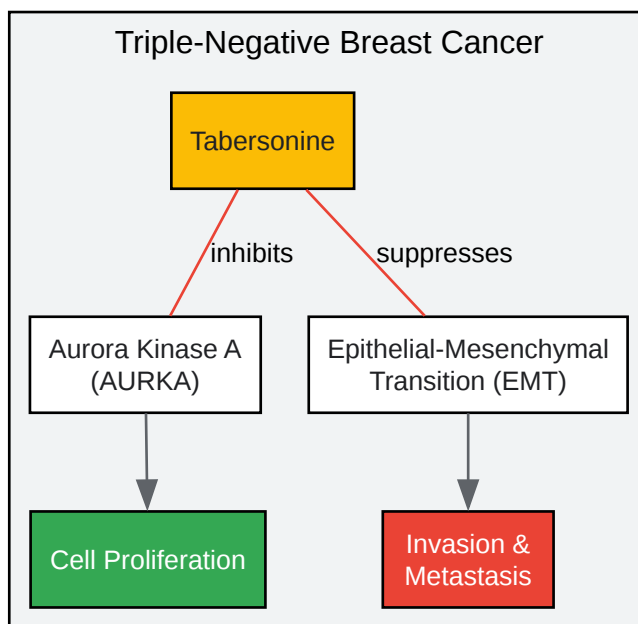 Triple-Negative Breast Cancer
Tabersonine
inhibits
suppresses
Aurora Kinase A
(AURKA)
Epithelial-Mesenchymal
Transition (EMT)
Cell Proliferation
Invasion &
Metastasis